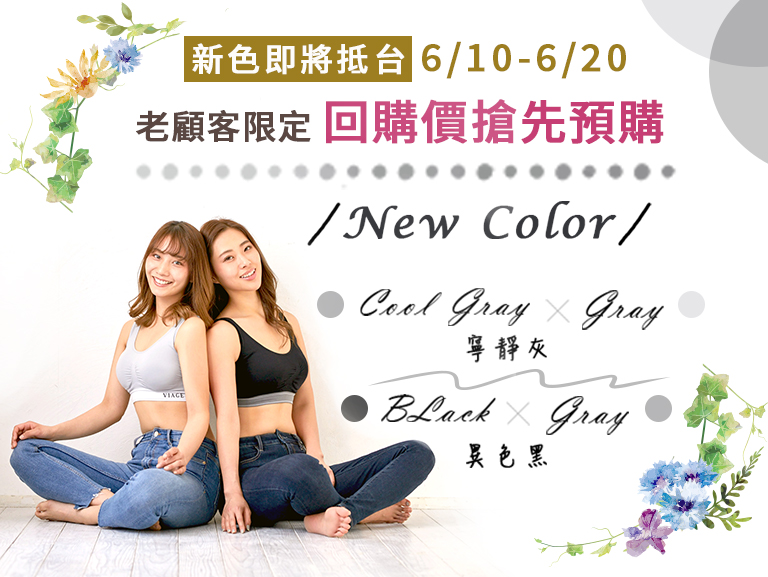 新色即將抵台 6/10-6/20
老顧客限定 回購價搶先預購
/New Color/
Cool Gray × Gray
寧靜灰
BLack × Gray
異色黑
VIAGE